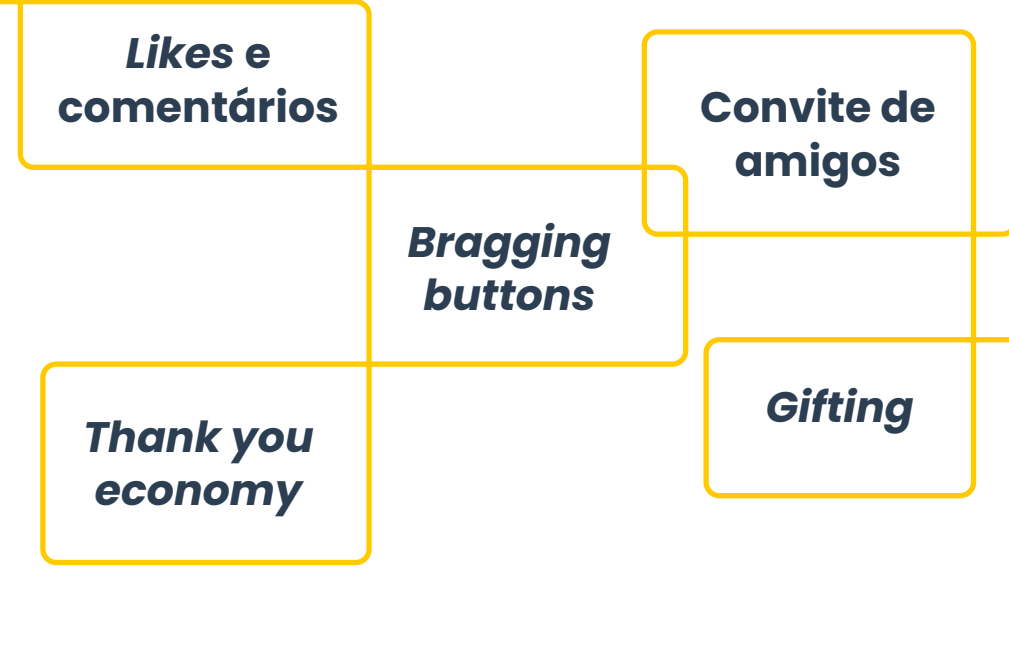 Likes e
comentários
Convite de
amigos
Bragging
buttons
Gifting
Thank you
economy